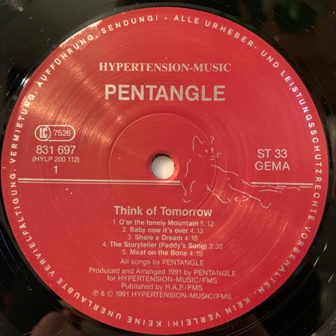 ALLE URHEBER- UND LEISTUNGSSCHUTZRECHTE VORBEHALTEN. KEIN VERLEIH! KEINE UNERLAUBTE VERVIELFÄLTIGUNG, VERMIETUNG, AUFFÜHRUNG, SENDUNG! -
HYPERTENSION-MUSIC
PENTANGLE
LC 7526
831 697
(HYLP 200 112)
1
ST 33
GEMA
Think of Tomorrow
1. O'er the lonely Mountain 5:12
2. Baby now it's over 4:13
3. Share a Dream 4:16
4. The Storyteller (Paddy's Song) 3:38
5. Meat on the Bone 4:19
All songs by PENTANGLE
Produced and Arranged 1991 by PENTANGLE
for HYPERTENSION-MUSIC/FMS
Published by H.A.P./FMS
℗ & © 1991 HYPERTENSION-MUSIC/FMS